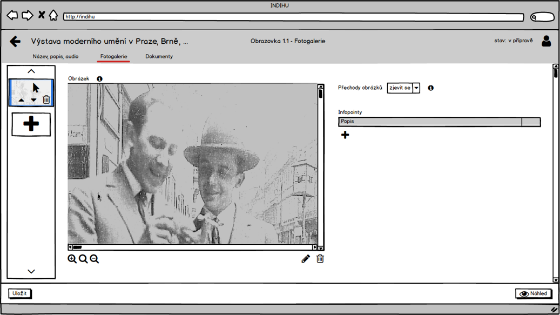 INDIHU
http://indihu
Výstava moderního umění v Praze, Brně, ...
Obrazovka 1.1 - Fotogalerie
stav: v přípravě
Název, popis, audio
Fotogalerie
Dokumenty
Obrázek
Přechody obrázků
zjevit se
Infopointy
Popis
Uložit
Náhled